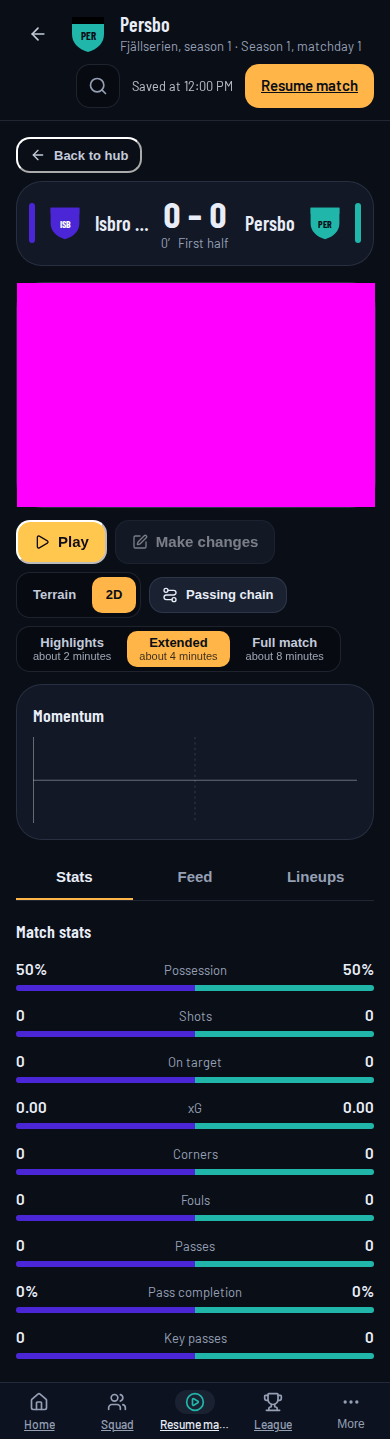 Persbo
PER
Fjällserien, season 1 · Season 1, matchday 1
Saved at 12:00 PM
Resume match
Back to hub
ISB
Isbro ...
0 – 0
Persbo
PER
0′ First half
Play
Make changes
Terrain
2D
Passing chain
Highlights
about 2 minutes
Extended
about 4 minutes
Full match
about 8 minutes
Momentum
Stats
Feed
Lineups
Match stats
50% Possession 50%
0 Shots 0
0 On target 0
0.00 xG 0.00
0 Corners 0
0 Fouls 0
0 Passes 0
0% Pass completion 0%
0 Key passes 0
Home
Squad
Resume ma...
League
More